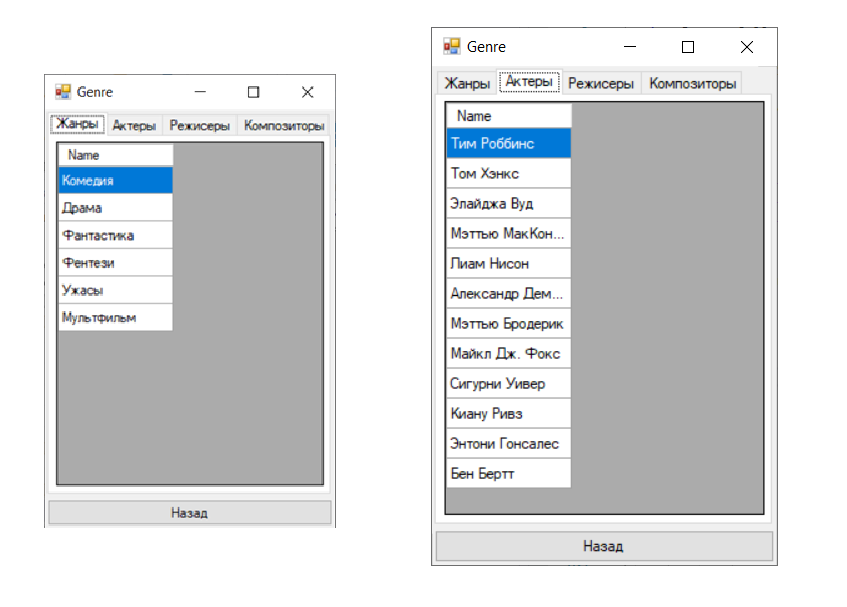 Genre
Жанры Актеры Режисеры Композиторы
Name
Комедия
Драма
Фантастика
Фентези
Ужасы
Мультфильм
Назад
Genre
Жанры Актеры Режисеры Композиторы
Name
Тим Роббинс
Том Хэнкс
Элайджа Вуд
Мэттью МакКон...
Лиам Нисон
Александр Дем...
Мэттью Бродерик
Майкл Дж. Фокс
Сигурни Уивер
Киану Ривз
Энтони Гонсалес
Бен Бертт
Назад